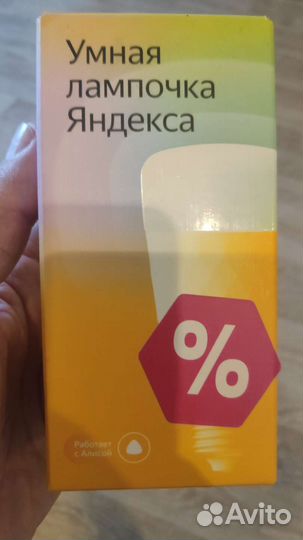 Умная
лампочка
Яндекса
%
Работает
с Алисой
Avito